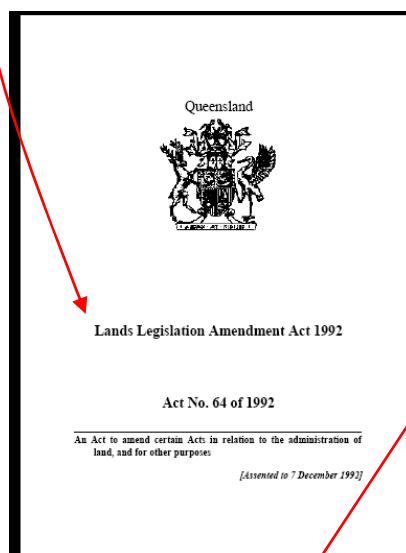 Queensland
Lands Legislation Amendment Act 1992
Act No. 64 of 1992
An Act to amend certain Acts in relation to the administration of
land, and for other purposes
[Assented to 7 December 1992]